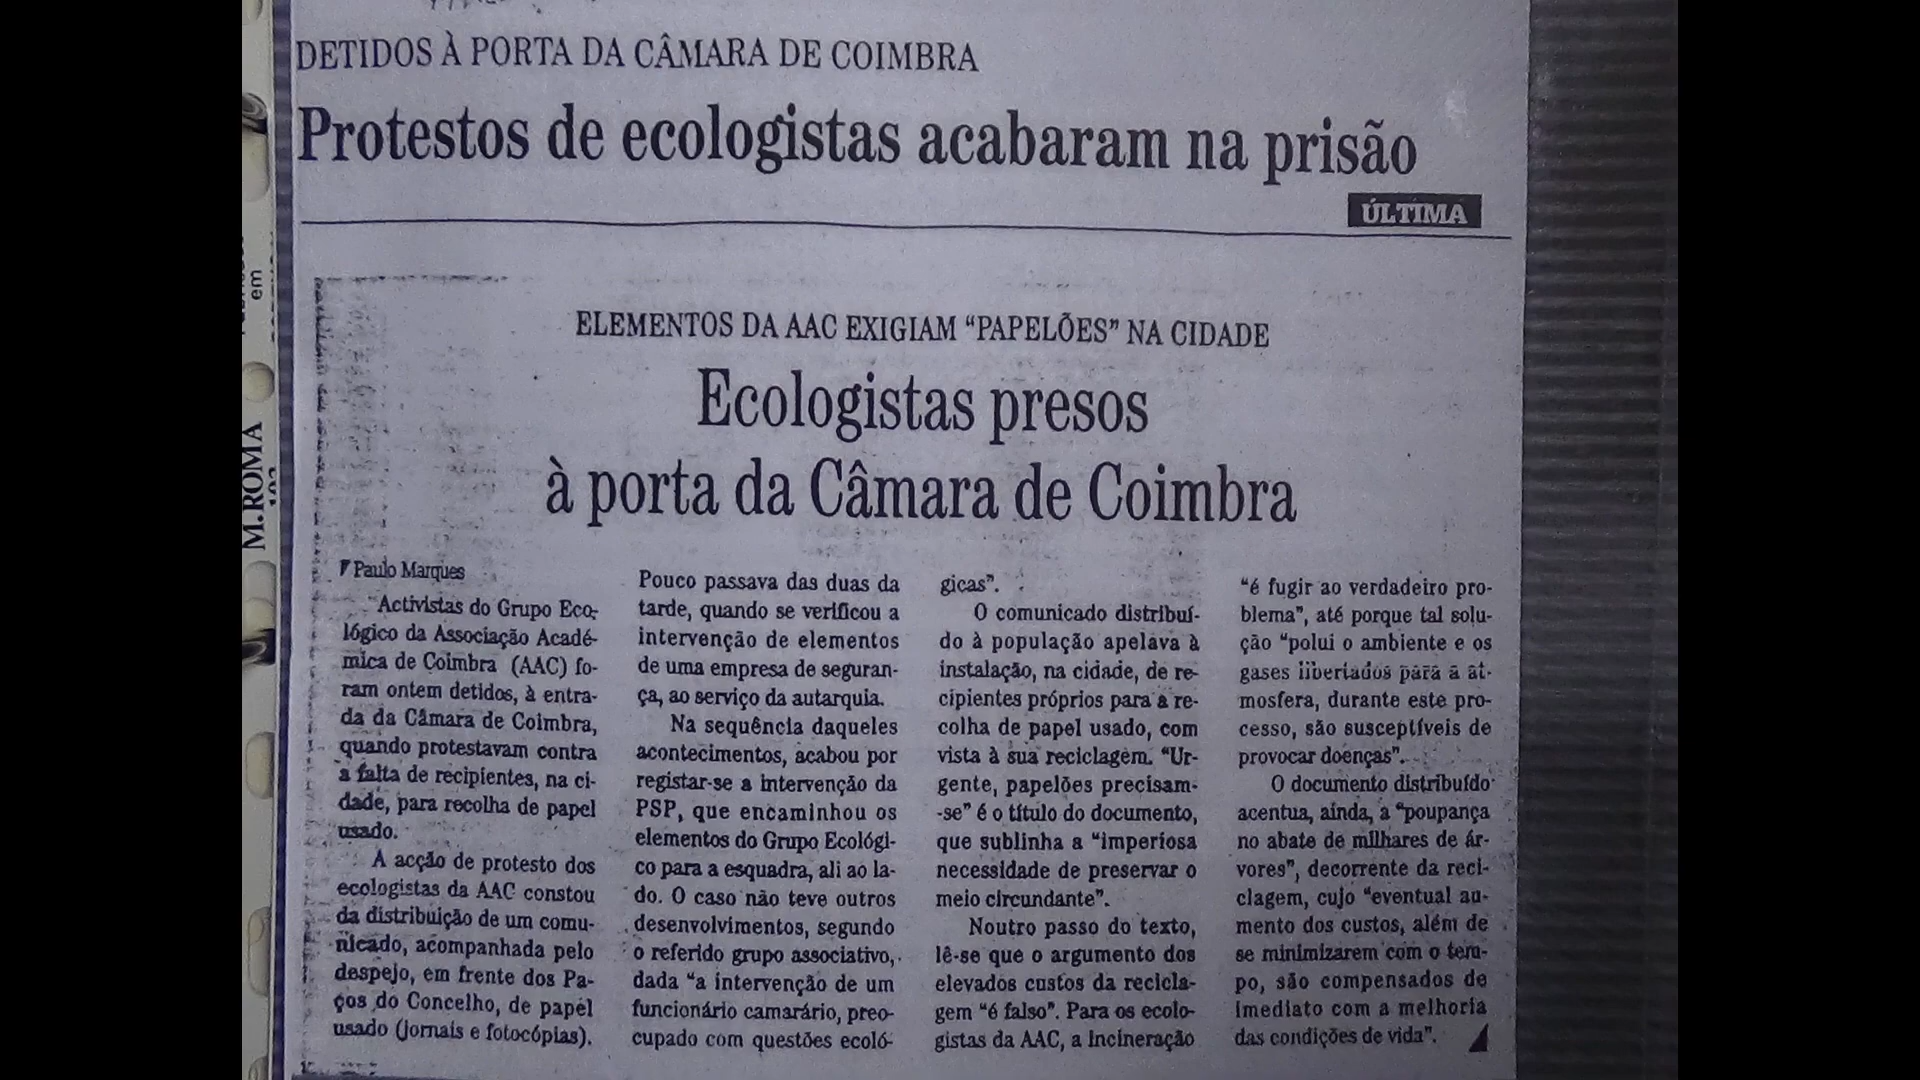 DETIDOS À PORTA DA CÂMARA DE COIMBRA
Protestos de ecologistas acabaram na prisão
ÚLTIMA
ELEMENTOS DA AAC EXIGIAM “PAPELÕES” NA CIDADE
Ecologistas presos
à porta da Câmara de Coimbra
Paulo Marques
Activistas do Grupo Eco-
lógico da Associação Acadé-
mica de Coimbra (AAC) fo-
ram ontem detidos, à entra-
da da Câmara de Coimbra,
quando protestavam contra
a falta de recipientes, na ci-
dade, para recolha de papel
usado.
A acção de protesto dos
ecologistas da AAC constou
da distribuição de um comu-
nicado, acompanhada pelo
despejo, em frente dos Pa-
ços do Concelho, de papel
usado (jornais e fotocópias).
Pouco passava das duas da
tarde, quando se verificou a
intervenção de elementos
de uma empresa de seguran-
ça, ao serviço da autarquia.
Na sequência daqueles
acontecimentos, acabou por
registar-se a intervenção da
PSP, que encaminhou os
elementos do Grupo Ecológi-
co para a esquadra, ali ao la-
do. O caso não teve outros
desenvolvimentos, segundo
o referido grupo associativo,
dada “a intervenção de um
funcionário camarário, preo-
cupado com questões ecoló-
gicas”.
O comunicado distribuí-
do à população apelava à
instalação, na cidade, de re-
cipientes próprios para a re-
colha de papel usado, com
vista à sua reciclagem. “Ur-
gente, papelões precisam-
-se” é o título do documento,
que sublinha a “imperiosa
necessidade de preservar o
meio circundante”.
Noutro passo do texto,
lê-se que o argumento dos
elevados custos da recicla-
gem “é falso”. Para os ecolo-
gistas da AAC, a incineração
“é fugir ao verdadeiro pro-
blema”, até porque tal solu-
ção “polui o ambiente e os
gases libertados para a at-
mosfera, durante este pro-
cesso, são susceptíveis de
provocar doenças”.
O documento distribuído
acentua, ainda, a “poupança
no abate de milhares de ár-
vores”, decorrente da reci-
clagem, cujo “eventual au-
mento dos custos, além de
se minimizarem com o tem-
po, são compensados de
imediato com a melhoria
das condições de vida”.
M.ROMA
em